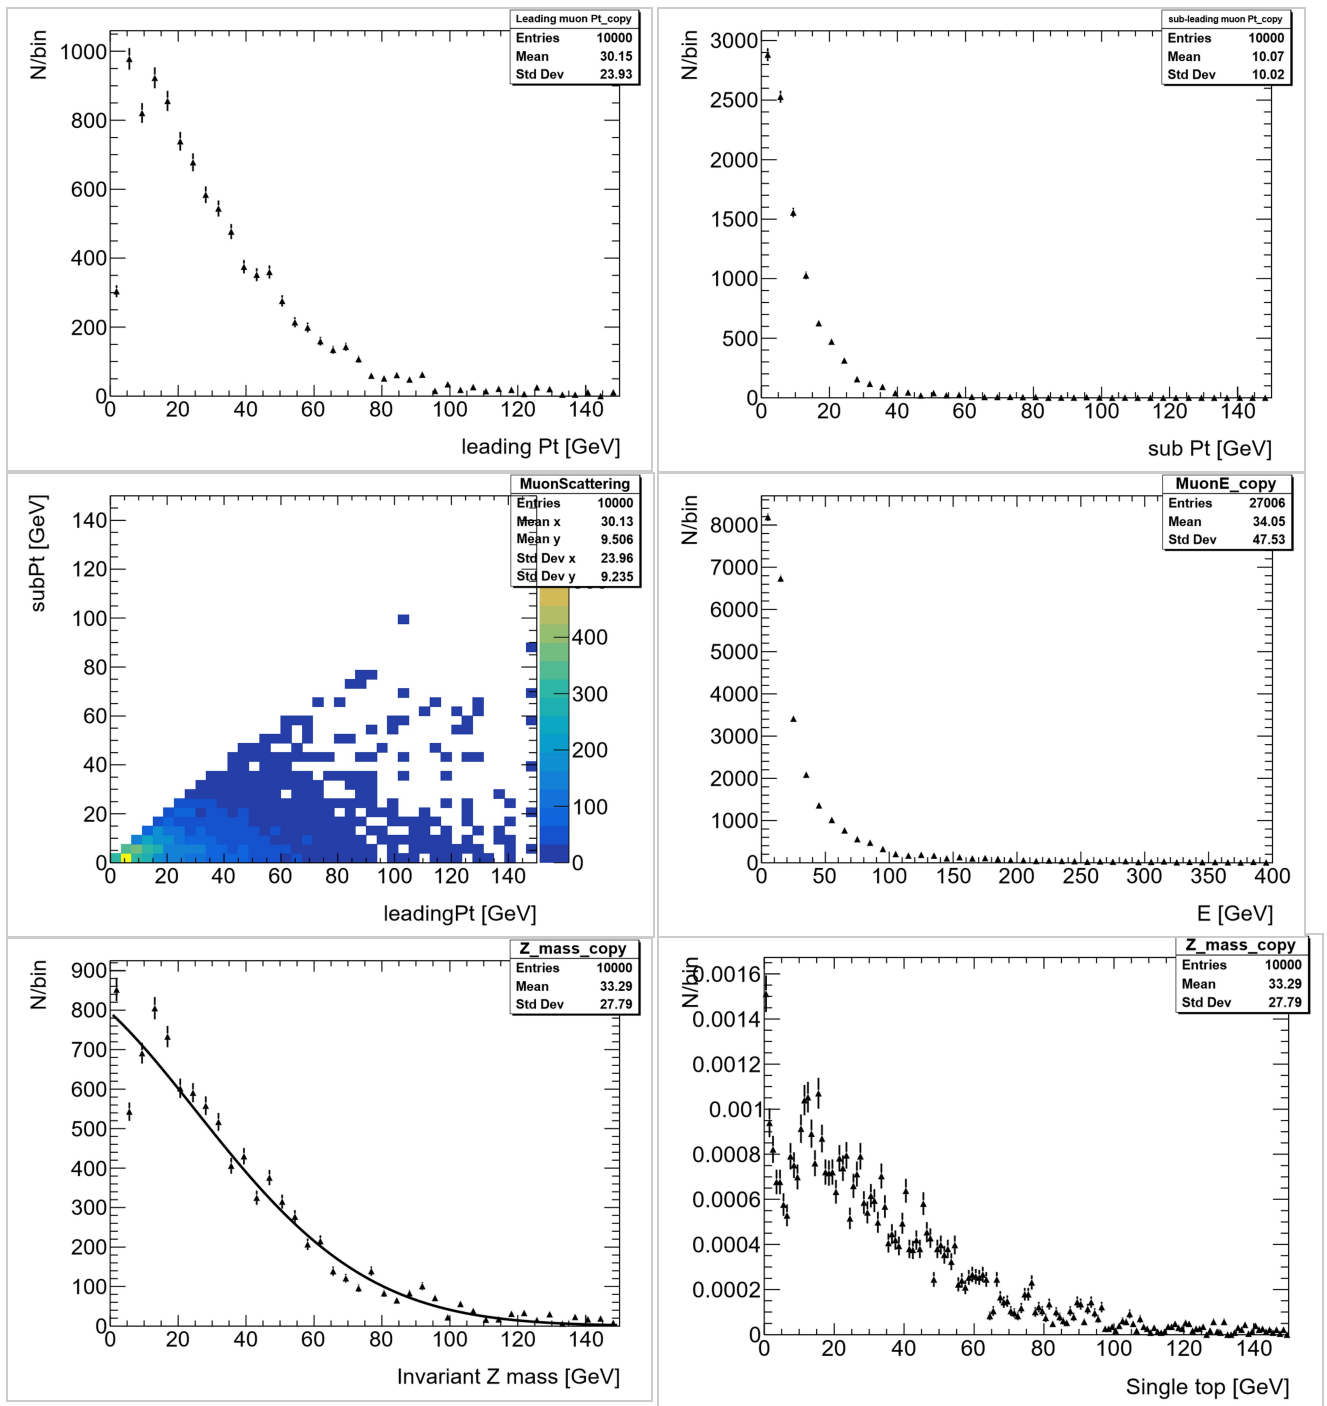 Leading muon Pt_copy
Entries 10000
Mean 30.15
Std Dev 23.93
N/bin
1000
800
600
400
200
0
0 20 40 60 80 100 120 140
leading Pt [GeV]
sub-leading muon Pt_copy
Entries 10000
Mean 10.07
Std Dev 10.02
N/bin
3000
2500
2000
1500
1000
500
0
0 20 40 60 80 100 120 140
sub Pt [GeV]
MuonScattering
Entries 10000
Mean x 30.13
Mean y 9.506
Std Dev x 23.96
Std Dev y 9.235
subPt [GeV]
140
120
100
80
60
40
20
0
400
300
200
100
0
0 20 40 60 80 100 120 140
leadingPt [GeV]
MuonE_copy
Entries 27006
Mean 34.05
Std Dev 47.53
N/bin
8000
7000
6000
5000
4000
3000
2000
1000
0
0 50 100 150 200 250 300 350 400
E [GeV]
Z_mass_copy
Entries 10000
Mean 33.29
Std Dev 27.79
N/bin
900
800
700
600
500
400
300
200
100
0
0 20 40 60 80 100 120 140
Invariant Z mass [GeV]
Z_mass_copy
Entries 10000
Mean 33.29
Std Dev 27.79
N/bin
0.0016
0.0014
0.0012
0.001
0.0008
0.0006
0.0004
0.0002
0
0 20 40 60 80 100 120 140
Single top [GeV]